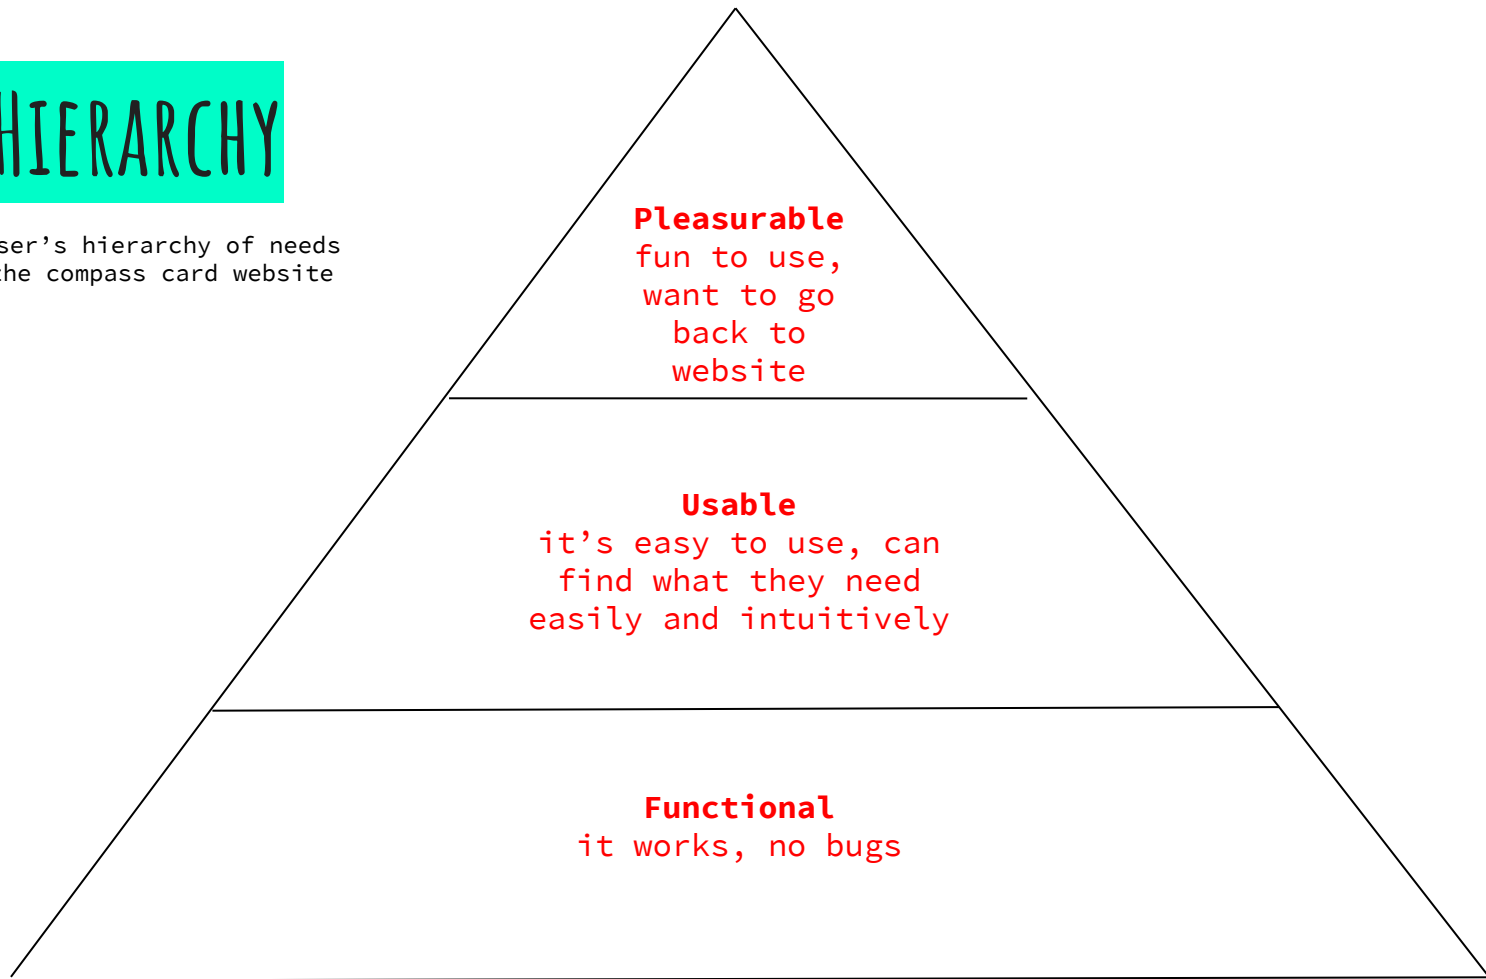 HIERARCHY
ser’s hierarchy of needs
the compass card website
Pleasurable
fun to use,
want to go
back to
website
Usable
it’s easy to use, can
find what they need
easily and intuitively
Functional
it works, no bugs